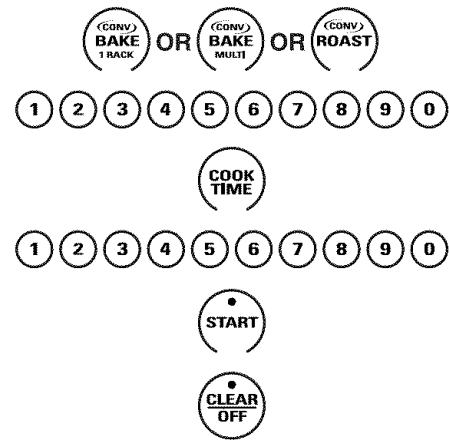 CONV BAKE 1 RACK OR CONV BAKE MULTI OR CONV ROAST
1 2 3 4 5 6 7 8 9 0
COOK TIME
1 2 3 4 5 6 7 8 9 0
START
CLEAR
OFF